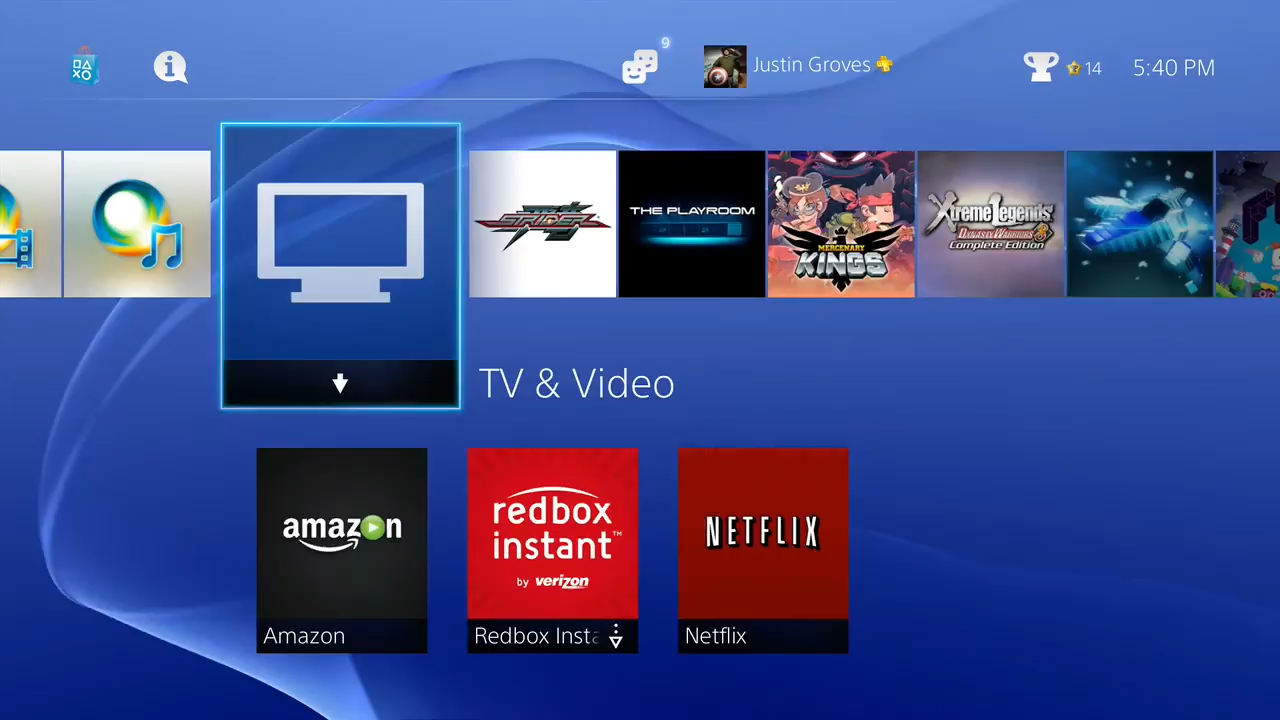 9
Justin Groves
14
5:40 PM
STRIDER
THE PLAYROOM
MERCENARY
KINGS
Xtreme Legends
DYNASTY WARRIORS 8
Complete Edition
TV & Video
amazon
redbox
instant™
by verizon
NETFLIX
Amazon
Redbox Insta
Netflix